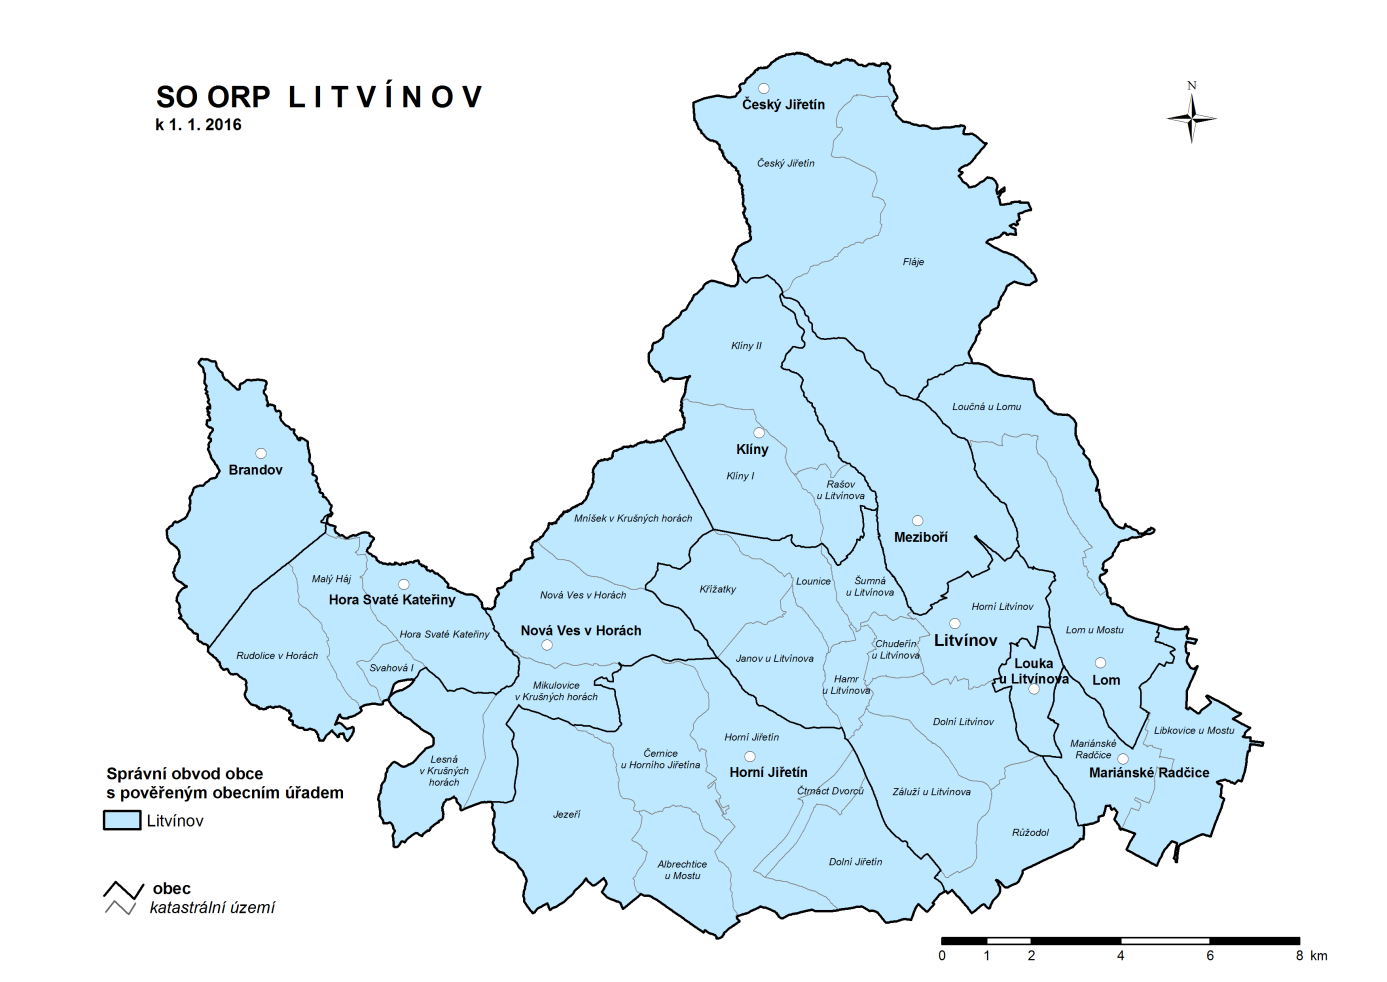 SO ORP LITVÍNOV
k 1. 1. 2016
N
Český Jiřetín
Český Jiřetín
Fláje
Klíny II
Loučná u Lomu
Klíny
Klíny I
Rašov
u Litvínova
Brandov
Mníšek v Krušných horách
Meziboří
Malý Háj
Hora Svaté Kateřiny
Nová Ves v Horách
Křížatky
Lounice
Šumná
u Litvínova
Horní Litvínov
Hora Svaté Kateřiny
Nová Ves v Horách
Litvínov
Lom u Mostu
Chudeřín
u Litvínova
Rudolice v Horách
Svahová I
Janov u Litvínova
Louka
u Litvínova
Lom
Mikulovice
v Krušných horách
Hamr
u Litvínova
Dolní Litvínov
Libkovice u Mostu
Horní Jiřetín
Mariánské
Radčice
Lesná
v Krušných
horách
Černice
u Horního Jiřetína
Horní Jiřetín
Mariánské Radčice
Čtrnáct Dvorců
Záluží u Litvínova
Jezeří
Růžodol
Albrechtice
u Mostu
Dolní Jiřetín
Správní obvod obce
s pověřeným obecním úřadem
Litvínov
obec
katastrální území
0 1 2 4 6 8 km